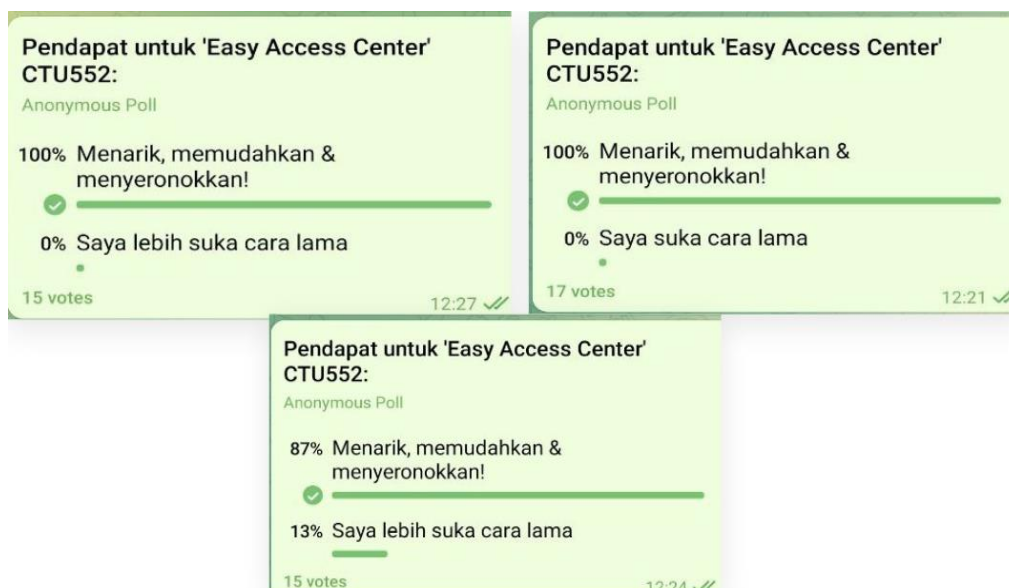 Pendapat untuk 'Easy Access Center'
CTU552:
Anonymous Poll
100% Menarik, memudahkan &
menyeronokkan!
0% Saya lebih suka cara lama
15 votes
12:27
Pendapat untuk 'Easy Access Center'
CTU552:
Anonymous Poll
100% Menarik, memudahkan &
menyeronokkan!
0% Saya suka cara lama
17 votes
12:21
Pendapat untuk 'Easy Access Center'
CTU552:
Anonymous Poll
87% Menarik, memudahkan &
menyeronokkan!
13% Saya lebih suka cara lama
15 votes
12:24